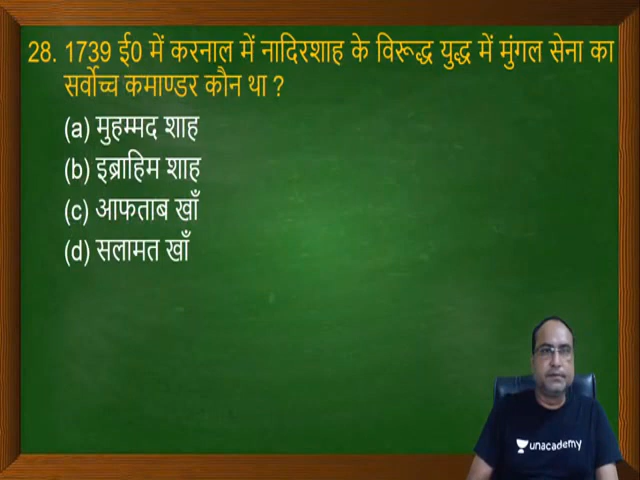 28. 1739 ई0 में करनाल में नादिरशाह के विरूद्ध युद्ध में मुंगल सेना का
सर्वोच्च कमाण्डर कौन था ?
(a) मुहम्मद शाह
(b) इब्राहिम शाह
(c) आफताब खाँ
(d) सलामत खाँ
unacademy